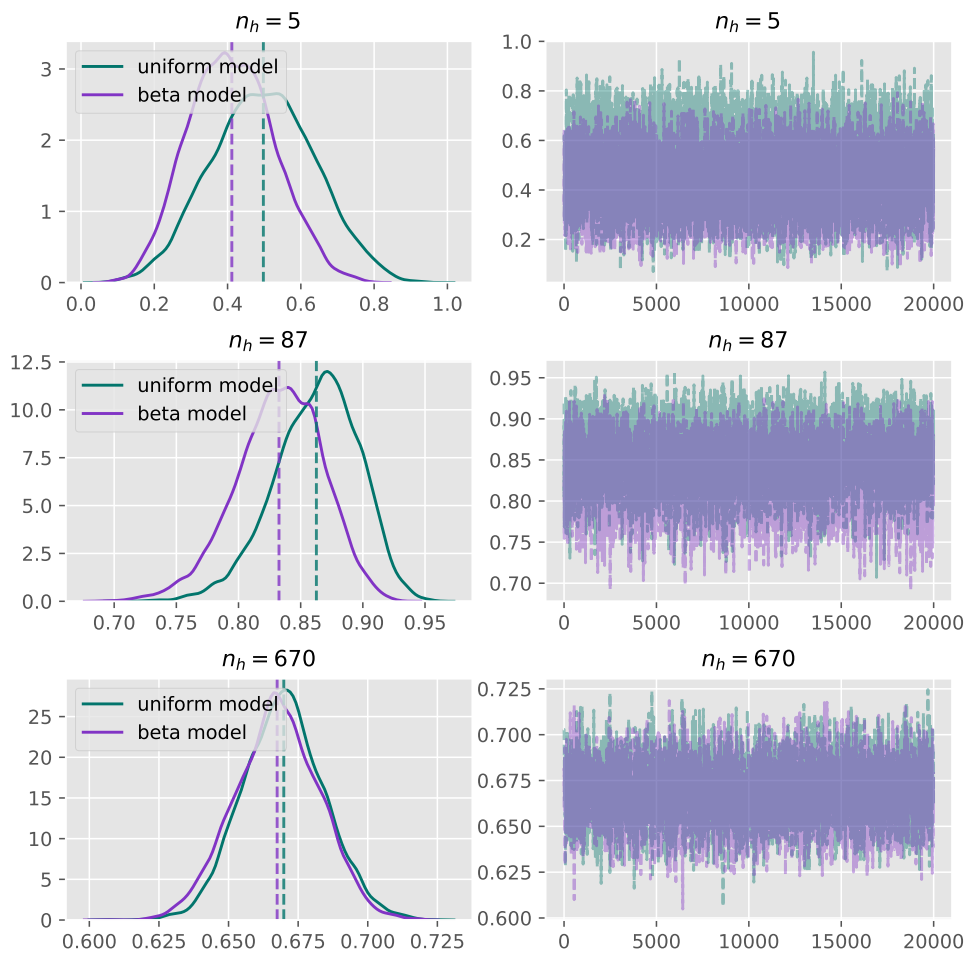 n_h = 5
3
2
1
0
uniform model
beta model
0.0 0.2 0.4 0.6 0.8 1.0
n_h = 5
1.0
0.8
0.6
0.4
0.2
0 5000 10000 15000 20000
n_h = 87
12.5
10.0
7.5
5.0
2.5
0.0
uniform model
beta model
0.70 0.75 0.80 0.85 0.90 0.95
n_h = 87
0.95
0.90
0.85
0.80
0.75
0.70
0 5000 10000 15000 20000
n_h = 670
25
20
15
10
5
0
uniform model
beta model
0.600 0.625 0.650 0.675 0.700 0.725
n_h = 670
0.725
0.700
0.675
0.650
0.625
0.600
0 5000 10000 15000 20000